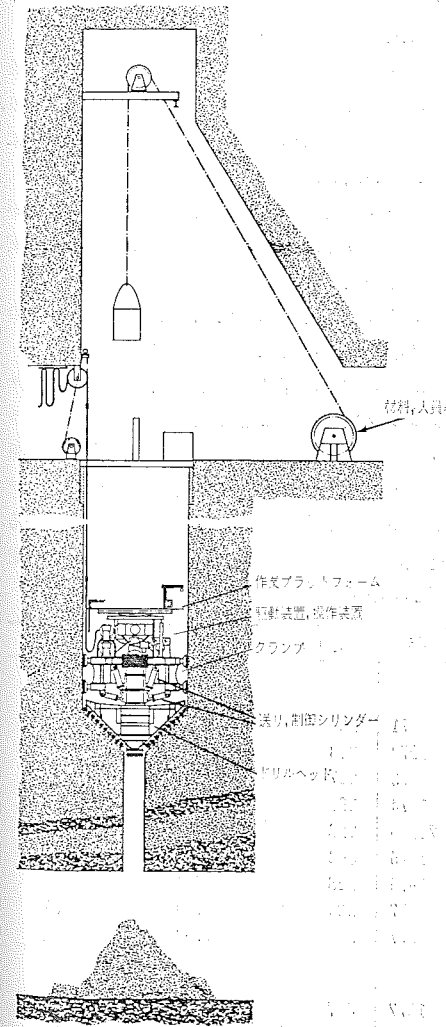 材料,人員
作業プラットフォーム
駆動装置,操作装置
クランプ
送り,制御シリンダー
ドリルヘッド